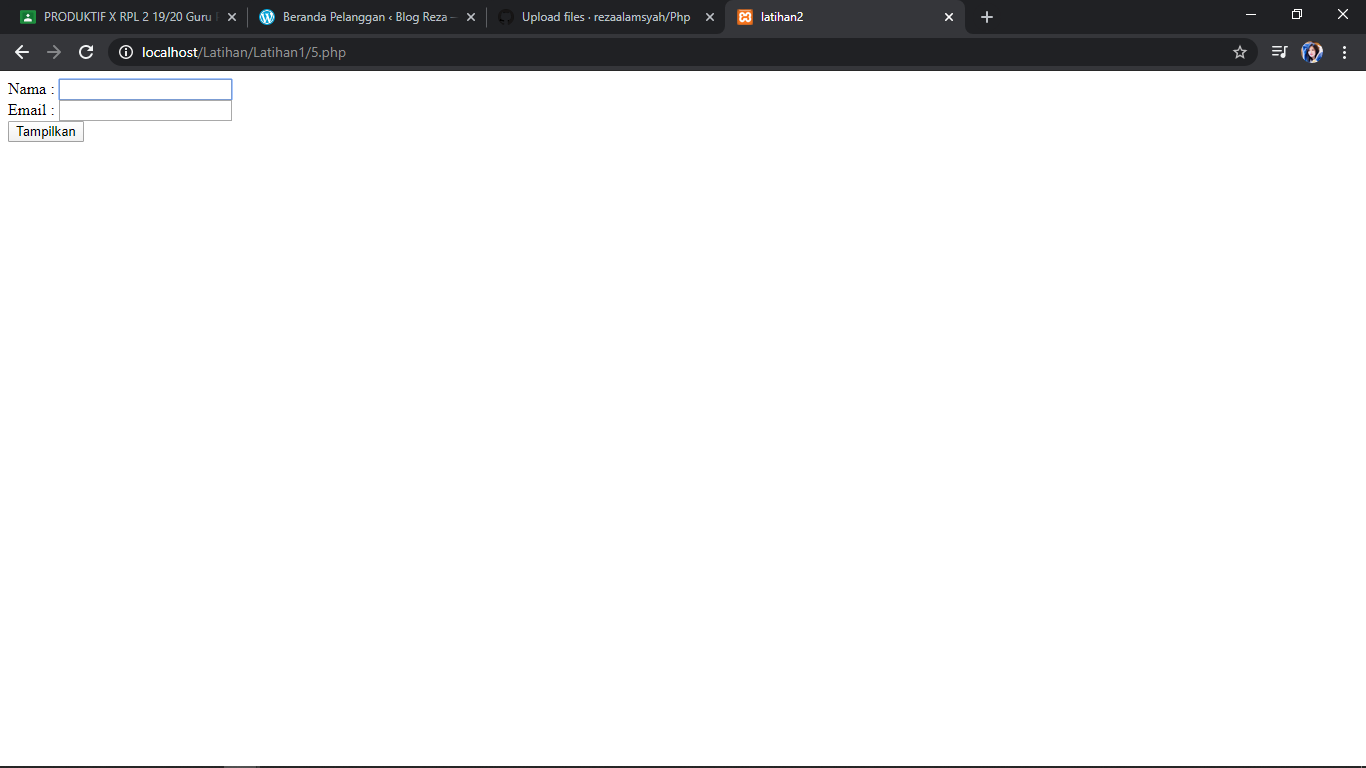 PRODUKTIF X RPL 2 19/20 Guru
Beranda Pelanggan ‹ Blog Reza —
Upload files · rezaalamsyah/Php
latihan2
localhost/Latihan/Latihan1/5.php
Nama :
Email :
Tampilkan